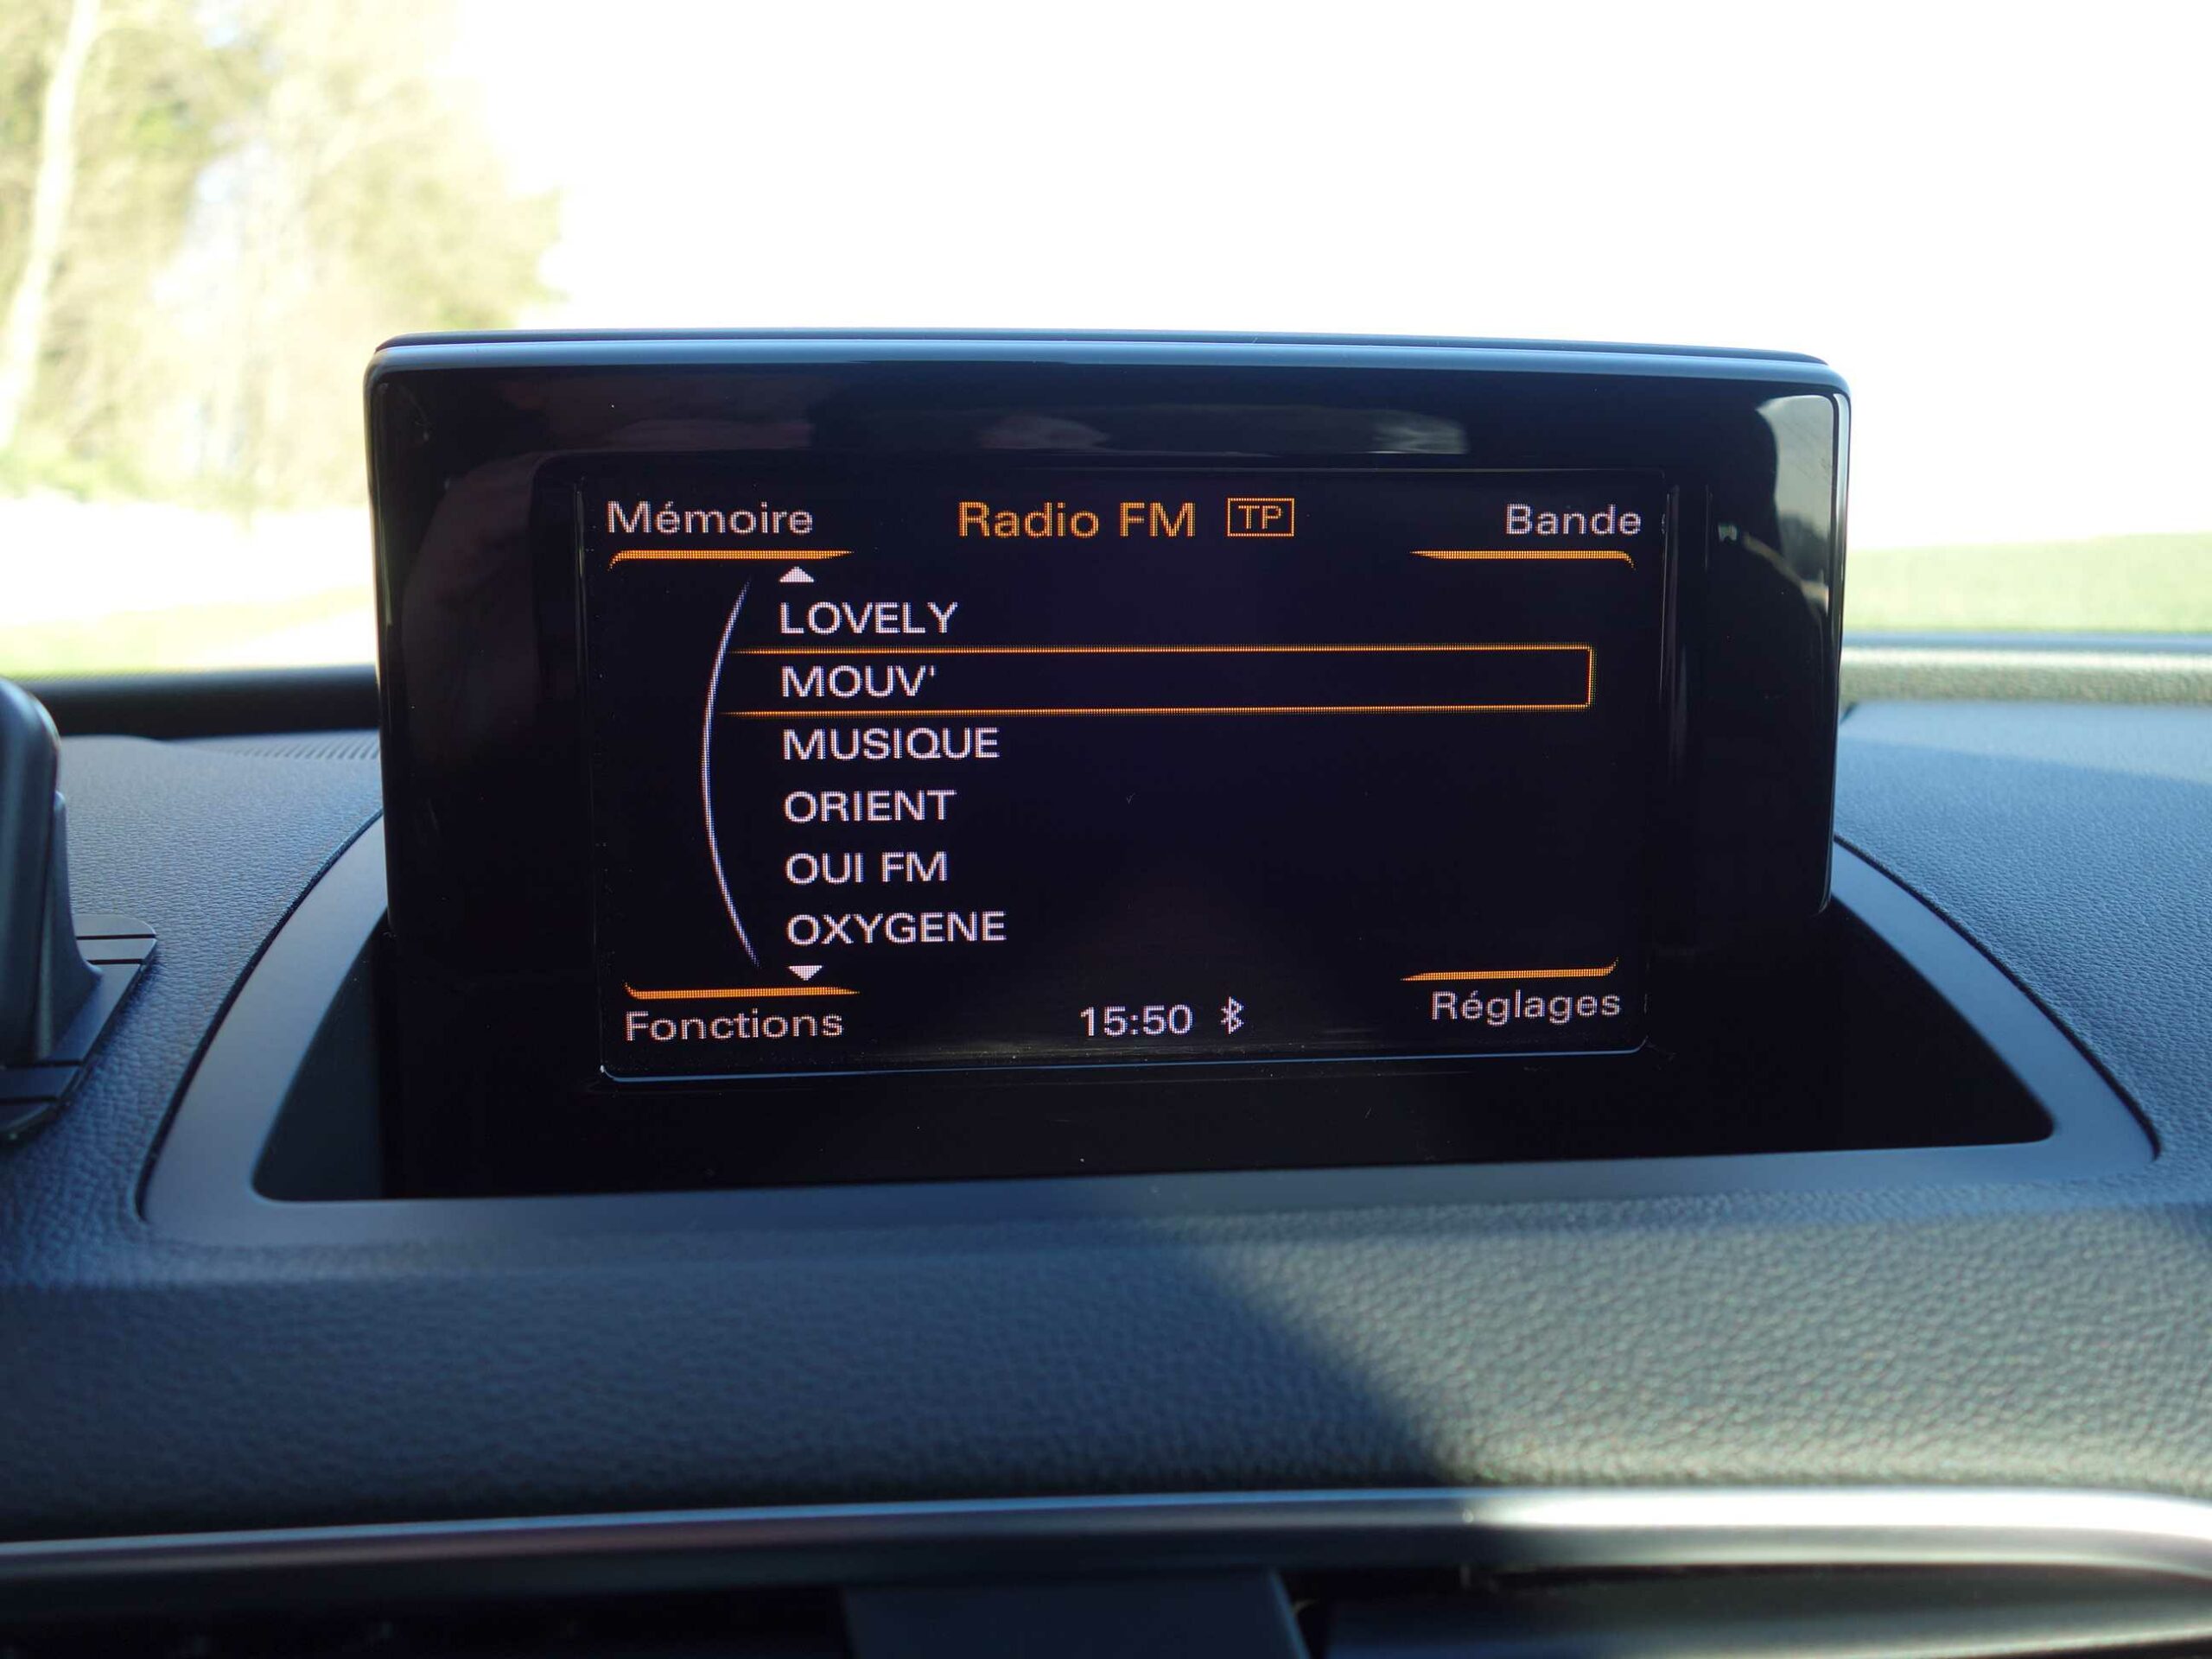 Mémoire Radio FM TP Bande
LOVELY
MOUV'
MUSIQUE
ORIENT
OUI FM
OXYGENE
Fonctions 15:50 Réglages